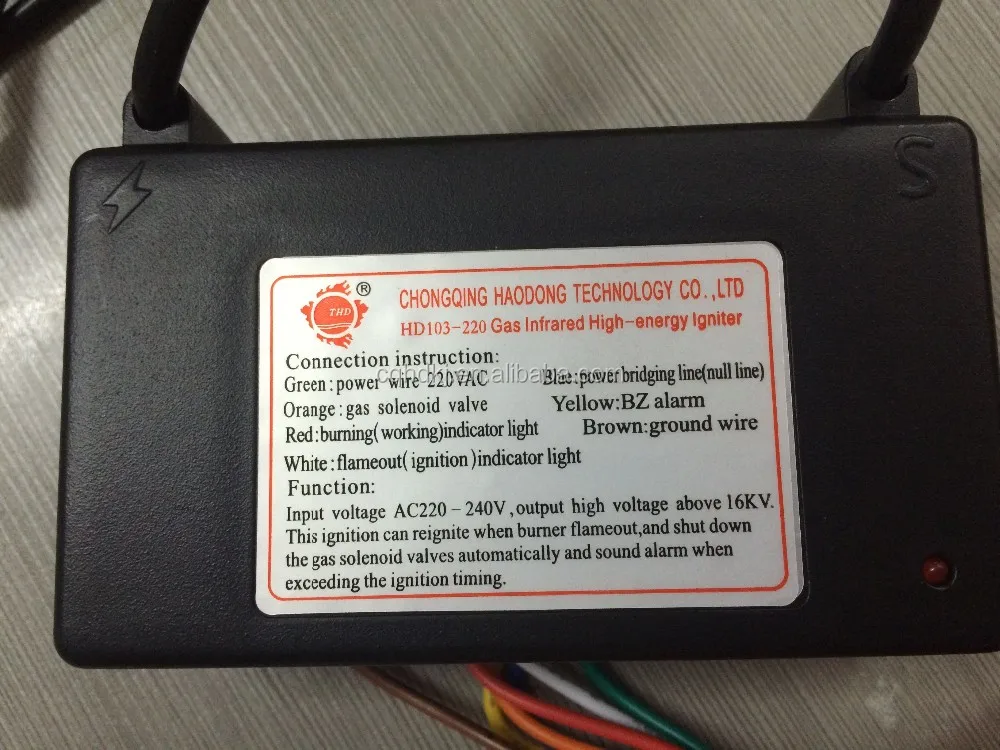 S
THD ®
CHONGQING HAODONG TECHNOLOGY CO.,LTD
HD103-220 Gas Infrared High-energy Igniter
Connection instruction:
Green:power wire 220VAC Blue:power bridging line(null line)
Orange:gas solenoid valve Yellow:BZ alarm
Red:burning(working)indicator light Brown:ground wire
White:flameout(ignition)indicator light
Function:
Input voltage AC220-240V,output high voltage above 16KV.
This ignition can reignite when burner flameout,and shut down
the gas solenoid valves automatically and sound alarm when
exceeding the ignition timing.